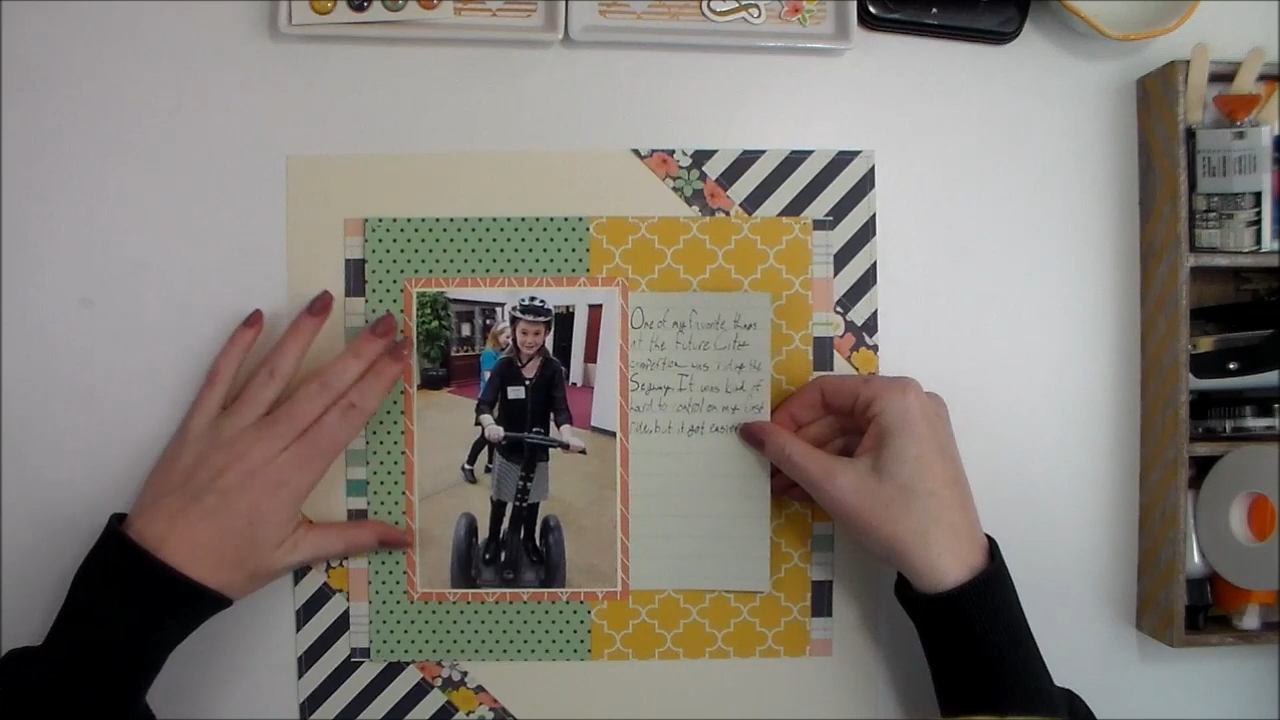 One of my favorite things
at the Future City
competition was riding the
Segway. It was kind of
hard to control on my first
ride, but it got easier